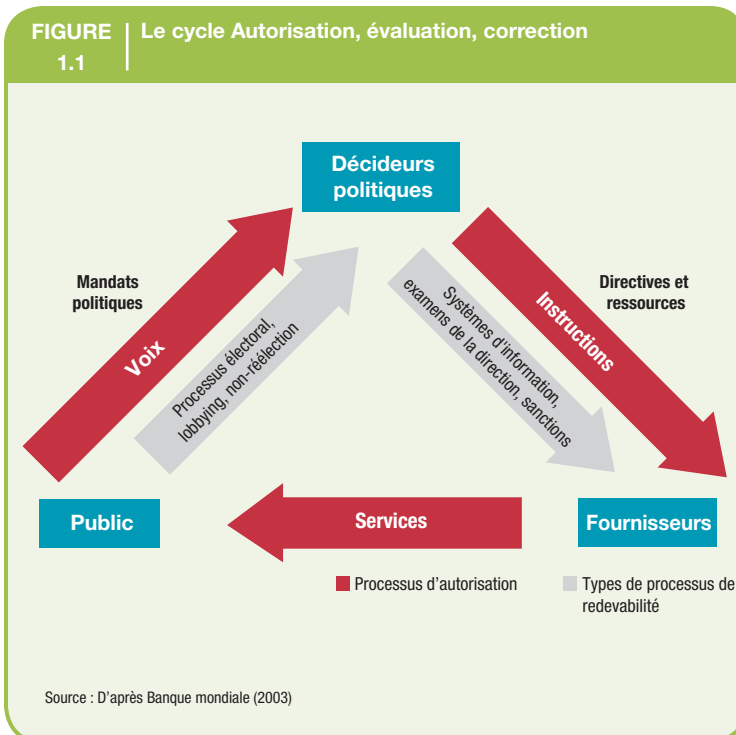 FIGURE
1.1
Le cycle Autorisation, évaluation, correction
Décideurs
politiques
Mandats
politiques
Voix
Processus électoral,
lobbying, non-réélection
Systèmes d'information,
examens de la direction, sanctions
Instructions
Directives et
ressources
Public
Services
Fournisseurs
Processus d'autorisation
Types de processus de
redevabilité
Source : D'après Banque mondiale (2003)